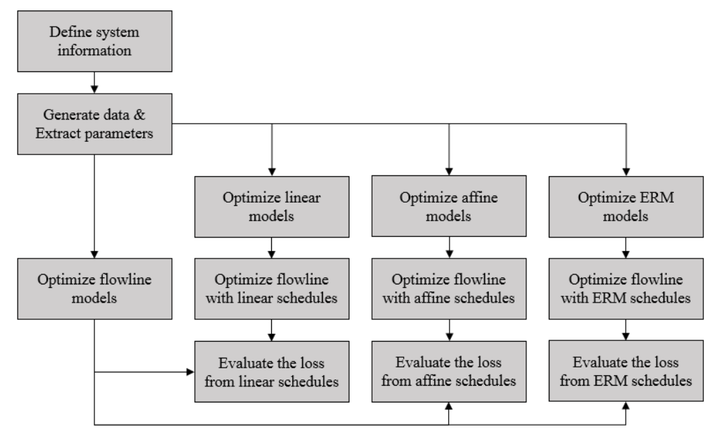 Define system
information
Generate data &
Extract parameters
Optimize linear
models
Optimize affine
models
Optimize ERM
models
Optimize flowline
models
Optimize flowline
with linear schedules
Optimize flowline
with affine schedules
Optimize flowline
with ERM schedules
Evaluate the loss
from linear schedules
Evaluate the loss
from affine schedules
Evaluate the loss
from ERM schedules